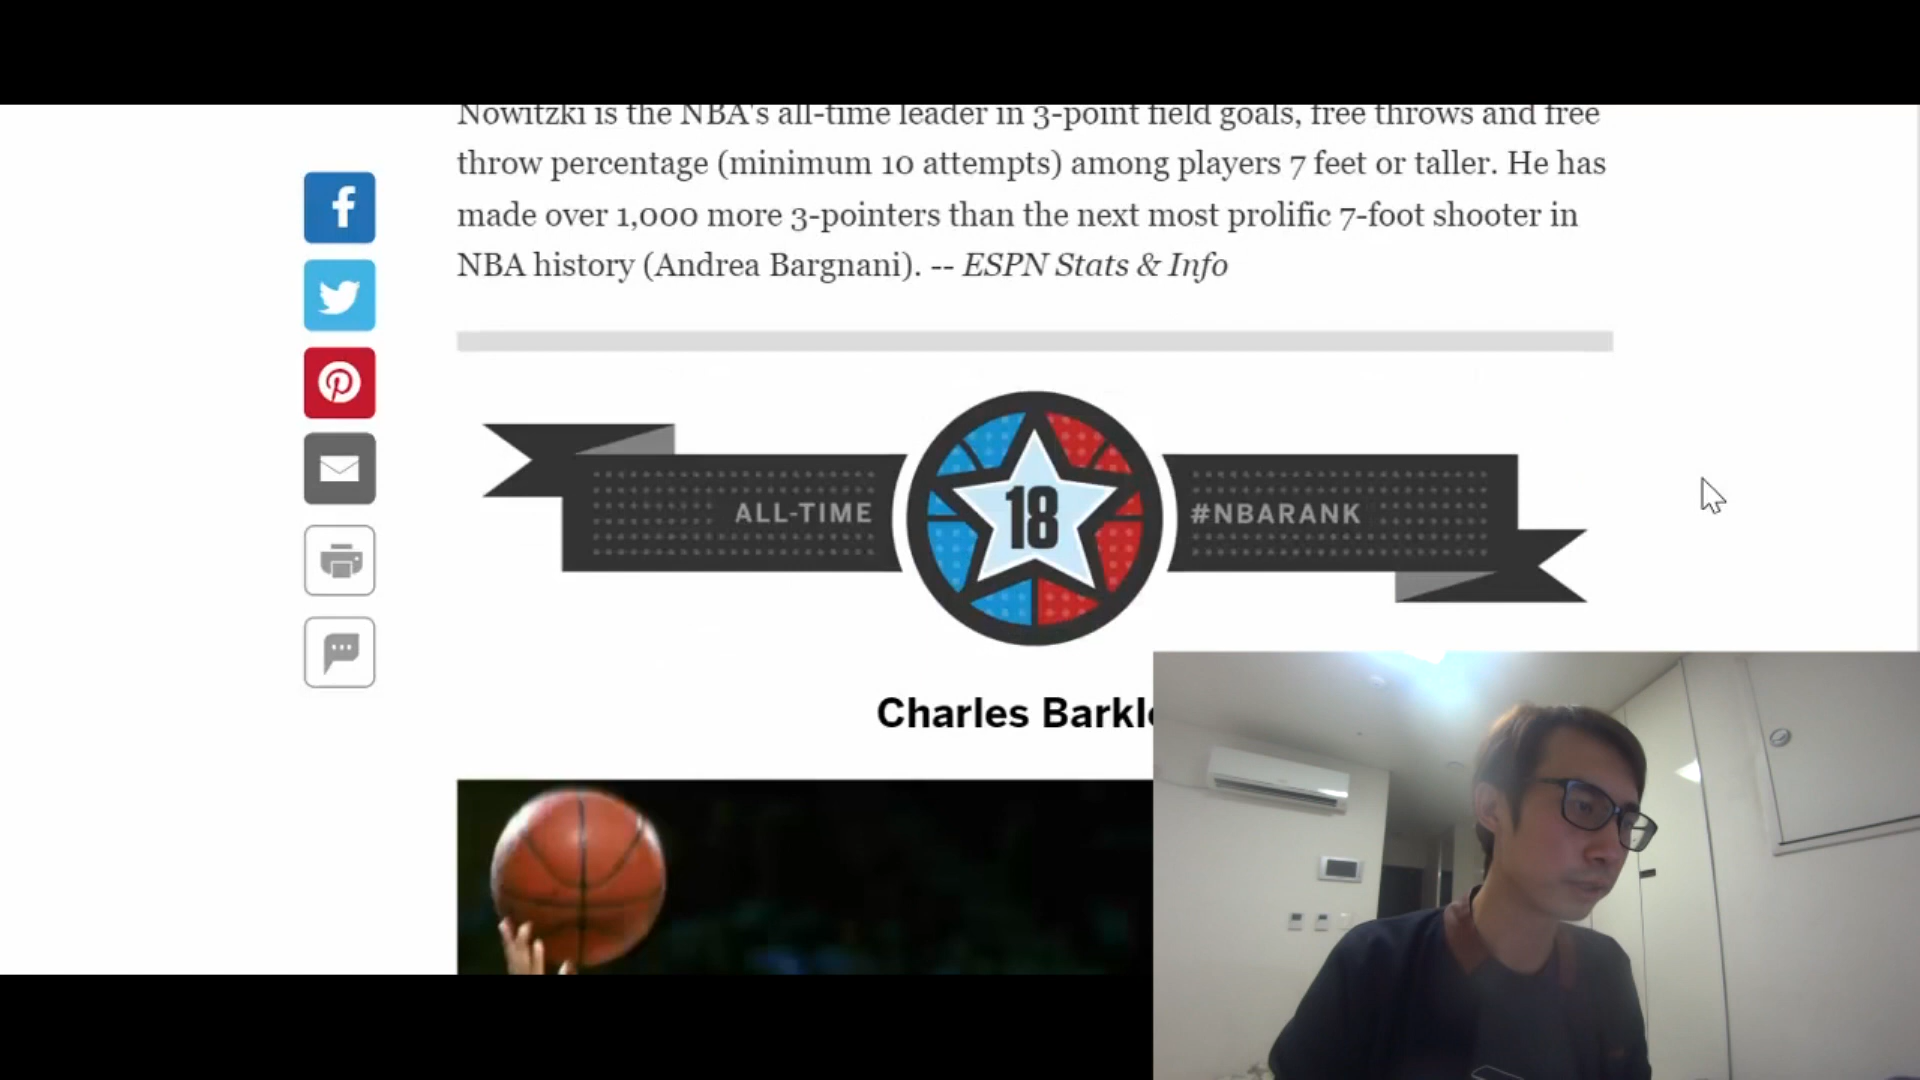 Nowitzki is the NBA's all-time leader in 3-point field goals, free throws and free
throw percentage (minimum 10 attempts) among players 7 feet or taller. He has
made over 1,000 more 3-pointers than the next most prolific 7-foot shooter in
NBA history (Andrea Bargnani). -- ESPN Stats & Info
ALL-TIME
18
#NBARANK
Charles